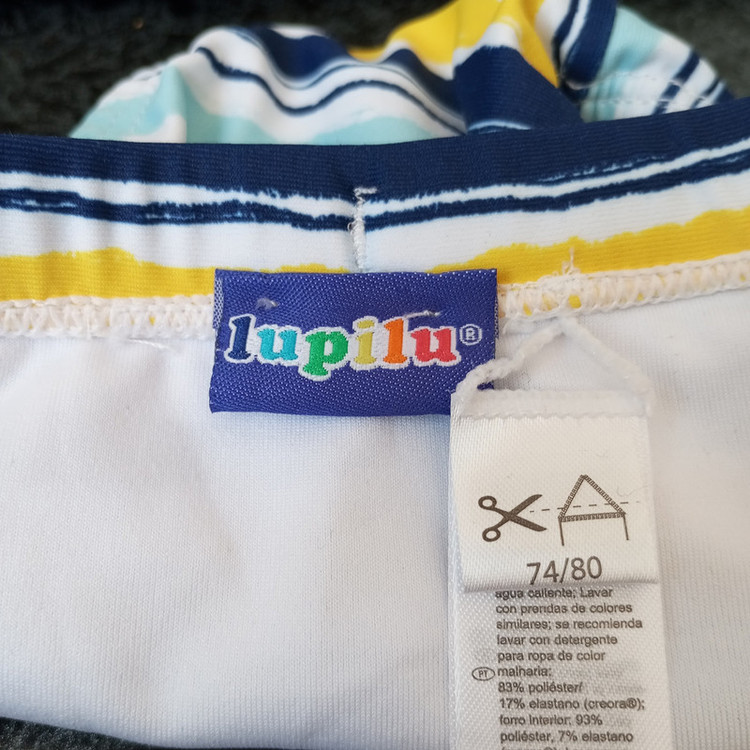 lupilu®
74/80
agua caliente; Lavar
con prendas de colores
similares; se recomienda
lavar con detergente
para ropa de color
PT malharia:
83% poliéster/
17% elastano (creora®);
forro interior: 93%
poliéster, 7% elastano